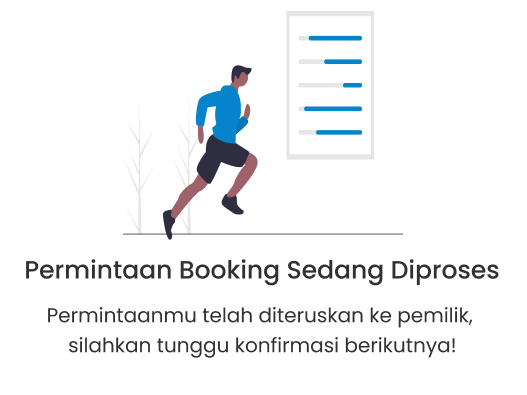 Permintaan Booking Sedang Diproses
Permintaanmu telah diteruskan ke pemilik,
silahkan tunggu konfirmasi berikutnya!